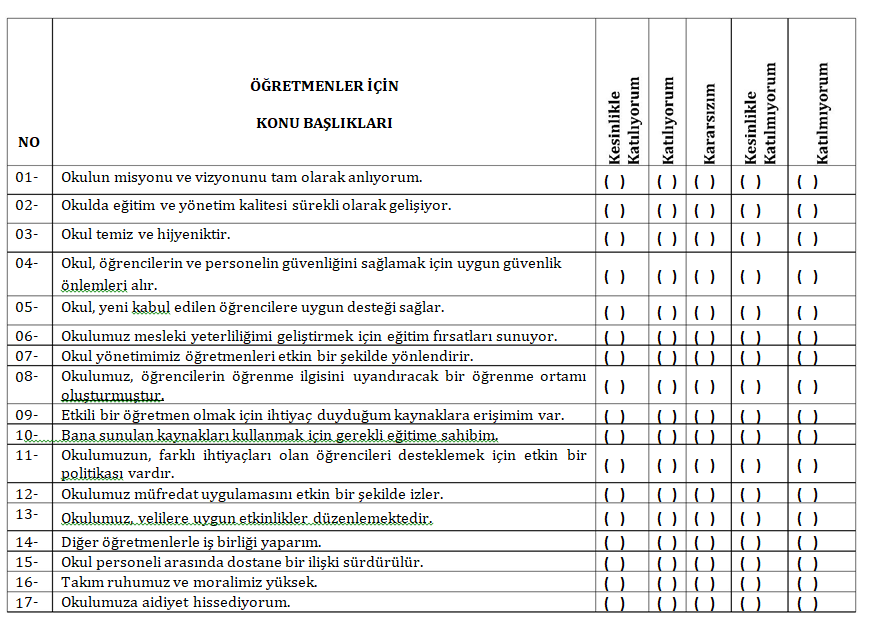 ÖĞRETMENLER İÇİN
KONU BAŞLIKLARI
NO
Kesinlikle
Katılıyorum
Katılıyorum
Kararsızım
Kesinlikle
Katılmıyorum
Katılmıyorum
01- Okulun misyonu ve vizyonunu tam olarak anlıyorum. ( ) ( ) ( ) ( ) ( )
02- Okulda eğitim ve yönetim kalitesi sürekli olarak gelişiyor. ( ) ( ) ( ) ( ) ( )
03- Okul temiz ve hijyeniktir. ( ) ( ) ( ) ( ) ( )
04- Okul, öğrencilerin ve personelin güvenliğini sağlamak için uygun güvenlik
önlemleri alır. ( ) ( ) ( ) ( ) ( )
05- Okul, yeni kabul edilen öğrencilere uygun desteği sağlar. ( ) ( ) ( ) ( ) ( )
06- Okulumuz mesleki yeterliliğimi geliştirmek için eğitim fırsatları sunuyor. ( ) ( ) ( ) ( ) ( )
07- Okul yönetimimiz öğretmenleri etkin bir şekilde yönlendirir. ( ) ( ) ( ) ( ) ( )
08- Okulumuz, öğrencilerin öğrenme ilgisini uyandıracak bir öğrenme ortamı
oluşturmuştur. ( ) ( ) ( ) ( ) ( )
09- Etkili bir öğretmen olmak için ihtiyaç duyduğum kaynaklara erişimim var. ( ) ( ) ( ) ( ) ( )
10- Bana sunulan kaynakları kullanmak için gerekli eğitime sahibim. ( ) ( ) ( ) ( ) ( )
11- Okulumuzun, farklı ihtiyaçları olan öğrencileri desteklemek için etkin bir
politikası vardır. ( ) ( ) ( ) ( ) ( )
12- Okulumuz müfredat uygulamasını etkin bir şekilde izler. ( ) ( ) ( ) ( ) ( )
13- Okulumuz, velilere uygun etkinlikler düzenlemektedir. ( ) ( ) ( ) ( ) ( )
14- Diğer öğretmenlerle iş birliği yaparım. ( ) ( ) ( ) ( ) ( )
15- Okul personeli arasında dostane bir ilişki sürdürülür. ( ) ( ) ( ) ( ) ( )
16- Takım ruhumuz ve moralimiz yüksek. ( ) ( ) ( ) ( ) ( )
17- Okulumuza aidiyet hissediyorum. ( ) ( ) ( ) ( ) ( )